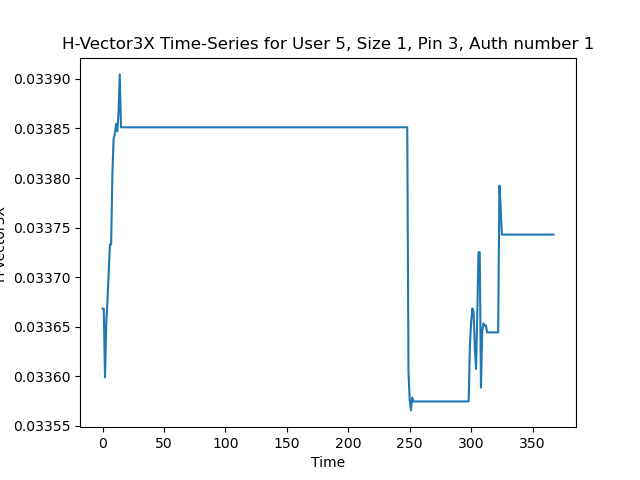 H-Vector3X Time-Series for User 5, Size 1, Pin 3, Auth number 1
0.03390
0.03385
0.03380
0.03375
0.03370
0.03365
0.03360
0.03355
H-Vector3X
0 50 100 150 200 250 300 350
Time